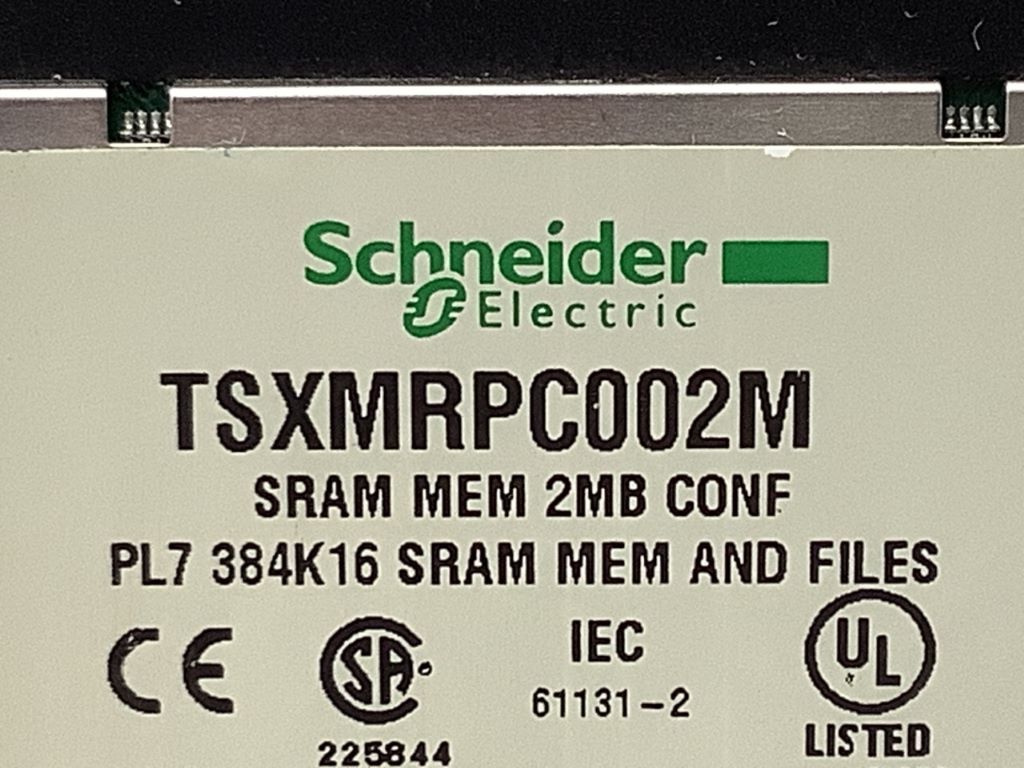 Schneider
Electric
TSXMRPC002M
SRAM MEM 2MB CONF
PL7 384K16 SRAM MEM AND FILES
CE SA IEC UL
61131-2
225844 LISTED